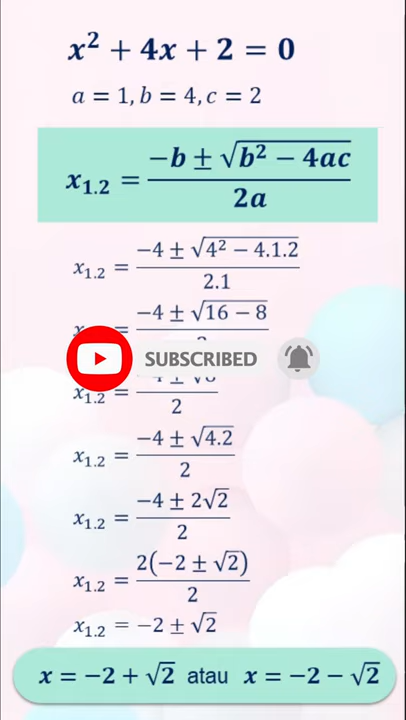 x² + 4x + 2 = 0
a = 1, b = 4, c = 2
x₁.₂ = (−b ± √(b² − 4ac)) / 2a
x₁.₂ = (−4 ± √(4² − 4.1.2)) / 2.1
−4 ± √(16 − 8)
SUBSCRIBED
x₁.₂ = / 2
x₁.₂ = (−4 ± √(4.2)) / 2
x₁.₂ = (−4 ± 2√2) / 2
x₁.₂ = 2(−2 ± √2) / 2
x₁.₂ = −2 ± √2
x = −2 + √2 atau x = −2 − √2